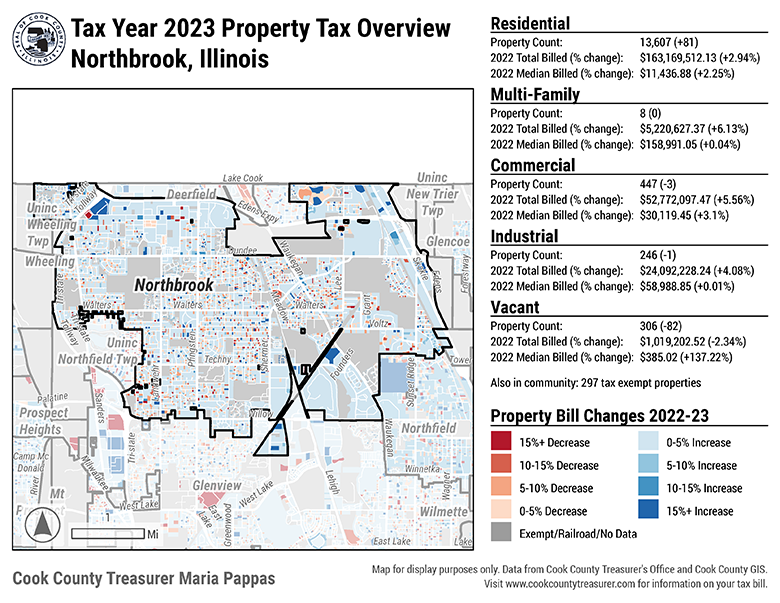 SEAL OF COOK COUNTY
ILLINOIS
Tax Year 2023 Property Tax Overview
Northbrook, Illinois
Residential
Property Count: 13,607 (+81)
2022 Total Billed (% change): $163,169,512.13 (+2.94%)
2022 Median Billed (% change): $11,436.88 (+2.25%)
Multi-Family
Property Count: 8 (0)
2022 Total Billed (% change): $5,220,627.37 (+6.13%)
2022 Median Billed (% change): $158,991.05 (+0.04%)
Commercial
Property Count: 447 (-3)
2022 Total Billed (% change): $52,772,097.47 (+5.56%)
2022 Median Billed (% change): $30,119.45 (+3.1%)
Industrial
Property Count: 246 (-1)
2022 Total Billed (% change): $24,092,228.24 (+4.08%)
2022 Median Billed (% change): $58,988.85 (+0.01%)
Vacant
Property Count: 306 (-82)
2022 Total Billed (% change): $1,019,202.52 (-2.34%)
2022 Median Billed (% change): $385.02 (+137.22%)
Also in community: 297 tax exempt properties
Property Bill Changes 2022-23
15%+ Decrease
10-15% Decrease
5-10% Decrease
0-5% Decrease
Exempt/Railroad/No Data
0-5% Increase
5-10% Increase
10-15% Increase
15%+ Increase
Lake Cook
Uninc
New Trier
Twp
Deerfield
Tollway
Edens Expy
Uninc
Wheeling
Twp
Glencoe
Dundee
Waukegan
Wheeling
Skokie
Edens
Forestway
Northbrook
Tri-state
Lee
Walters
Walters
Walters
Meadow
Grant
Voltz
Tri-state
Tollway
Uninc
Northfield Twp
Pfingsten
Techny
Shermer
Founders
Tower
Sunset Ridge
Landwehr
Palatine
Sanders
Willow
Prospect
Heights
Waukegan
Northfield
Tri-state
Camp Mc
Donald
River
Milwaukee
Winnetka
Lehigh
Wagner
Mt
Glenview
West Lake
West Lake
East
Lake
Greenwood
Wilmette
East Lake
Lake
1
Mi
Cook County Treasurer Maria Pappas
Map for display purposes only. Data from Cook County Treasurer's Office and Cook County GIS.
Visit www.cookcountytreasurer.com for information on your tax bill.